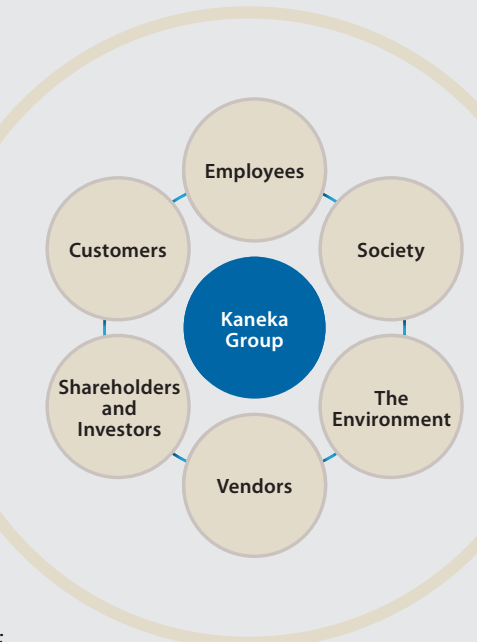 Employees
Customers
Society
Kaneka
Group
Shareholders
and
Investors
The
Environment
Vendors